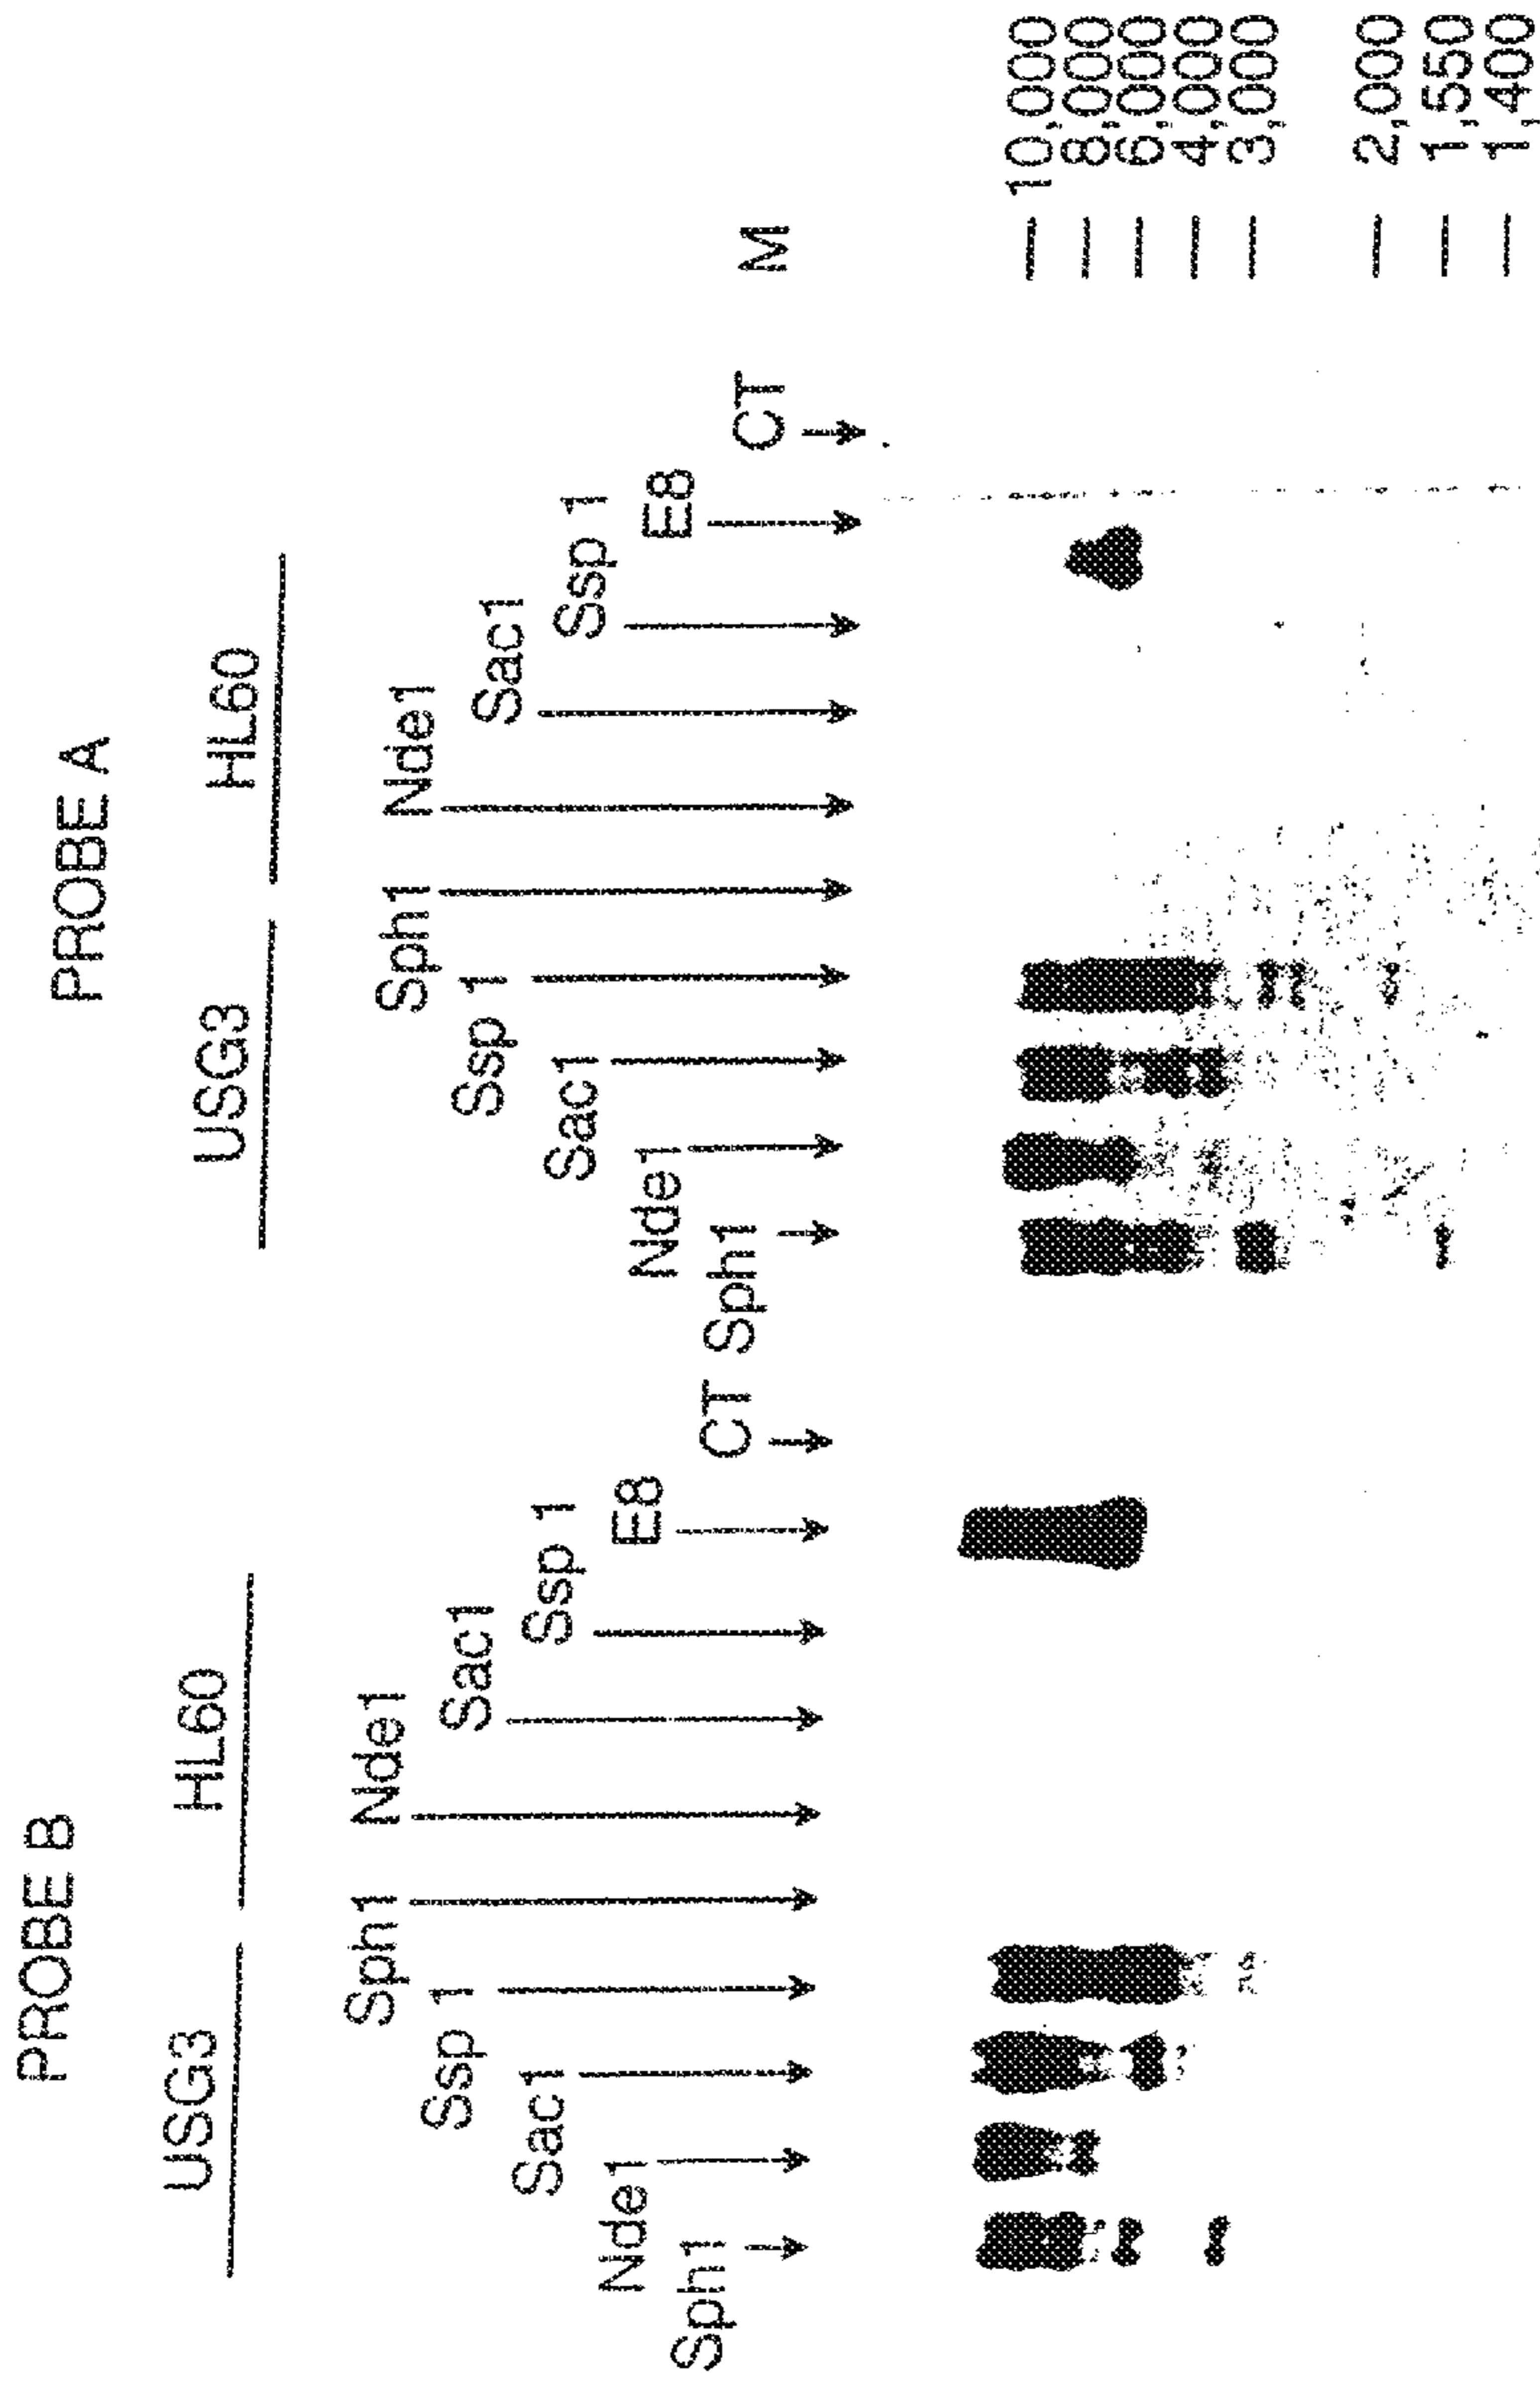 PROBE B
PROBE A
USG3
HL60
USG3
HL60
Sph1
Nde1
Sac1
Ssp 1
Sph1
Nde1
Sac1
Ssp 1
E8
CT
Sph1
Nde1
Sac1
Ssp 1
Sph1
Nde1
Sac1
Ssp 1
E8
CT
M
10,000
8,000
6,000
4,000
3,000
2,000
1,550
1,400